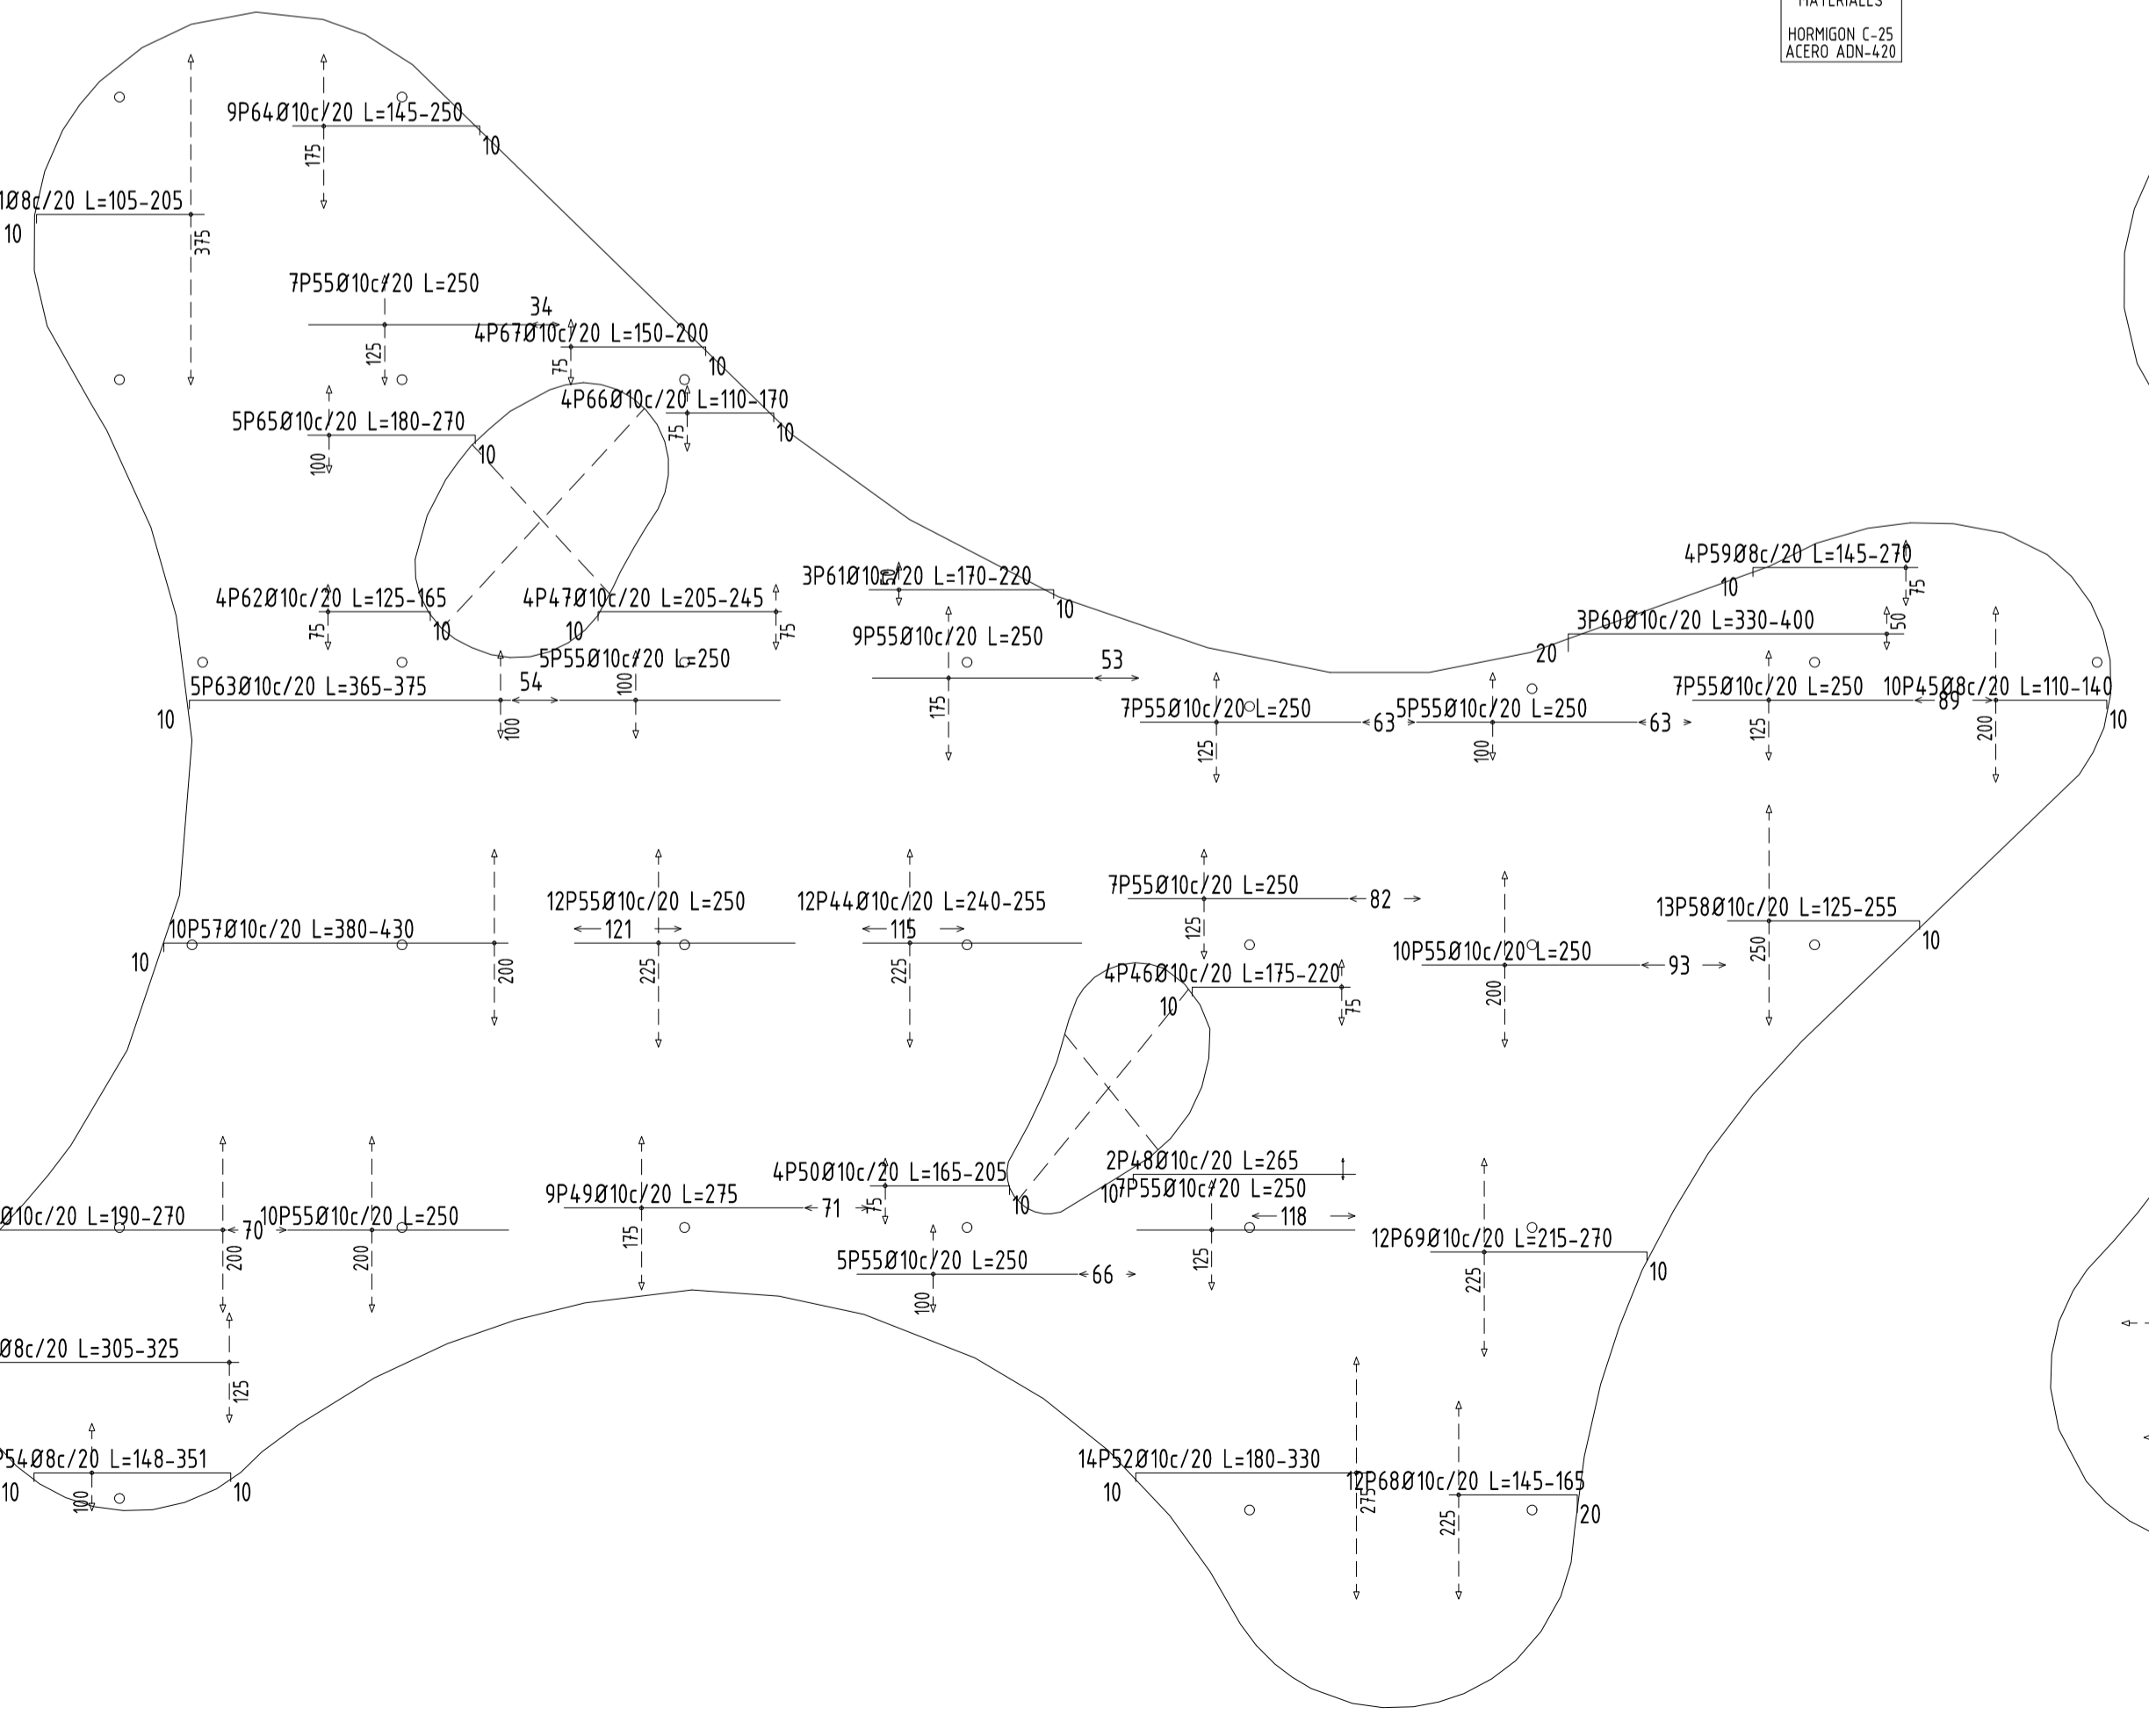 MATERIALES
HORMIGON C-25
ACERO ADN-420
9P64Ø10c/20 L=145-250
10
175
1Ø8c/20 L=105-205
10
375
7P55Ø10c/20 L=250
34
125
4P67Ø10c/20 L=150-200
10
75
4P66Ø10c/20 L=110-170
10
75
5P65Ø10c/20 L=180-270
10
100
4P59Ø8c/20 L=145-270
10
75
3P61Ø10c/20 L=170-220
50
10
4P62Ø10c/20 L=125-165
10
75
4P47Ø10c/20 L=205-245
10
75
3P60Ø10c/20 L=330-400
20
50
9P55Ø10c/20 L=250
53
175
5P55Ø10c/20 L=250
100
5P63Ø10c/20 L=365-375
54
10
100
7P55Ø10c/20 L=250
63
125
5P55Ø10c/20 L=250
63
100
7P55Ø10c/20 L=250
89
125
10P45Ø8c/20 L=110-140
10
200
7P55Ø10c/20 L=250
82
125
12P55Ø10c/20 L=250
121
225
12P44Ø10c/20 L=240-255
115
225
13P58Ø10c/20 L=125-255
10
250
10P57Ø10c/20 L=380-430
10
200
10P55Ø10c/20 L=250
93
200
4P46Ø10c/20 L=175-220
10
75
2P48Ø10c/20 L=265
10
4P50Ø10c/20 L=165-205
10
75
7P55Ø10c/20 L=250
118
125
9P49Ø10c/20 L=275
71
175
Ø10c/20 L=190-270
70
200
10P55Ø10c/20 L=250
200
12P69Ø10c/20 L=215-270
10
225
5P55Ø10c/20 L=250
66
100
Ø8c/20 L=305-325
125
P54Ø8c/20 L=148-351
10
10
100
14P52Ø10c/20 L=180-330
10
275
12P68Ø10c/20 L=145-165
20
225